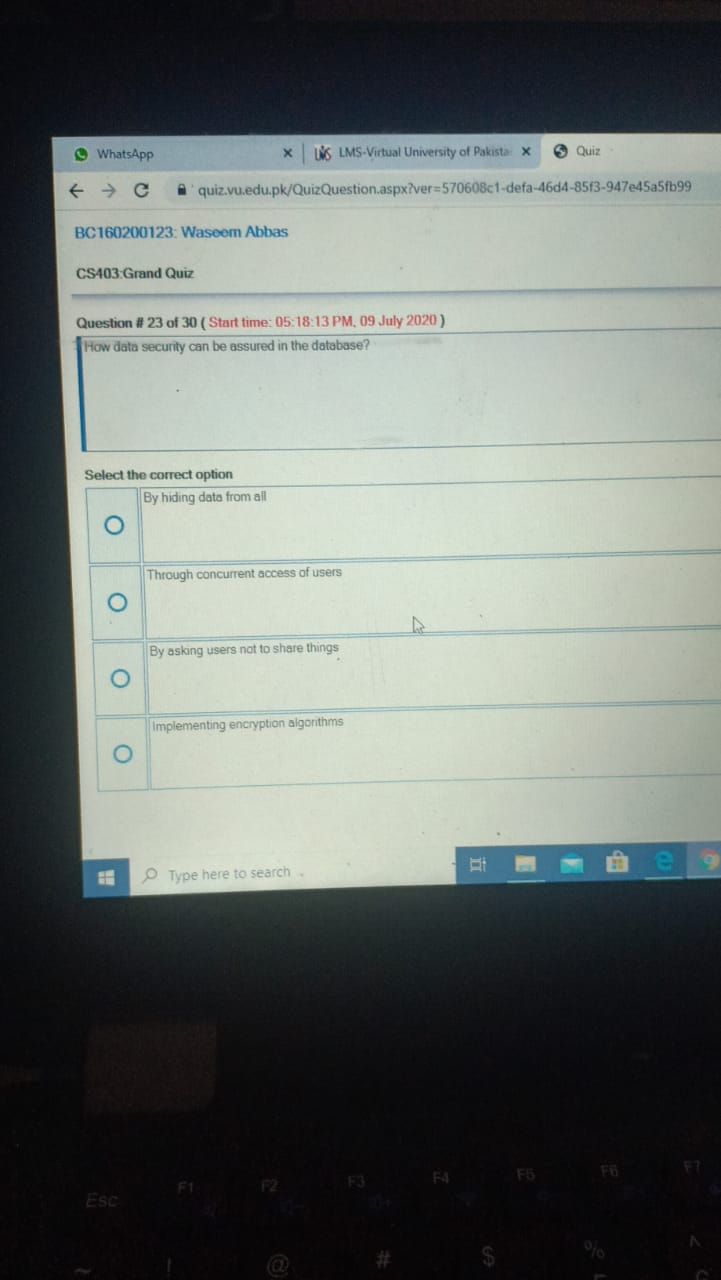 WhatsApp × LMS-Virtual University of Pakista × Quiz
quiz.vu.edu.pk/QuizQuestion.aspx?ver=570608c1-defa-46d4-85f3-947e45a5fb99
BC160200123: Waseem Abbas
CS403:Grand Quiz
Question # 23 of 30 ( Start time: 05:18:13 PM, 09 July 2020 )
How data security can be assured in the database?
Select the correct option
By hiding data from all
Through concurrent access of users
By asking users not to share things
Implementing encryption algorithms
Type here to search
Esc F1 F2 F3 F4 F5 F6 F7
~ ! @ # $ % ^